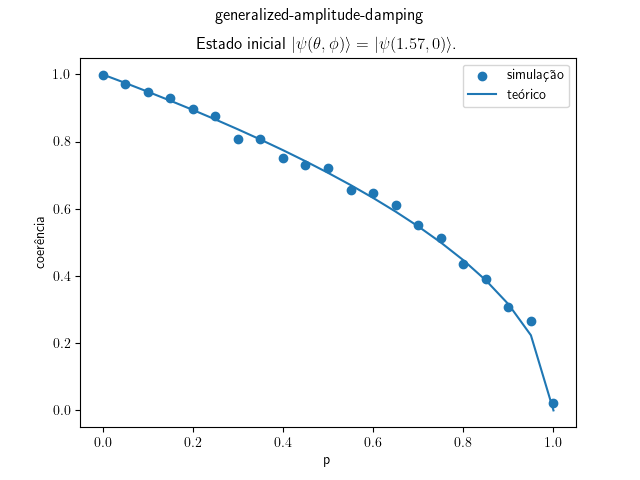 generalized-amplitude-damping
Estado inicial |ψ(θ, ϕ)⟩ = |ψ(1.57, 0)⟩.
simulação
teórico
1.0
0.8
0.6
0.4
0.2
0.0
coerência
0.0 0.2 0.4 0.6 0.8 1.0
p